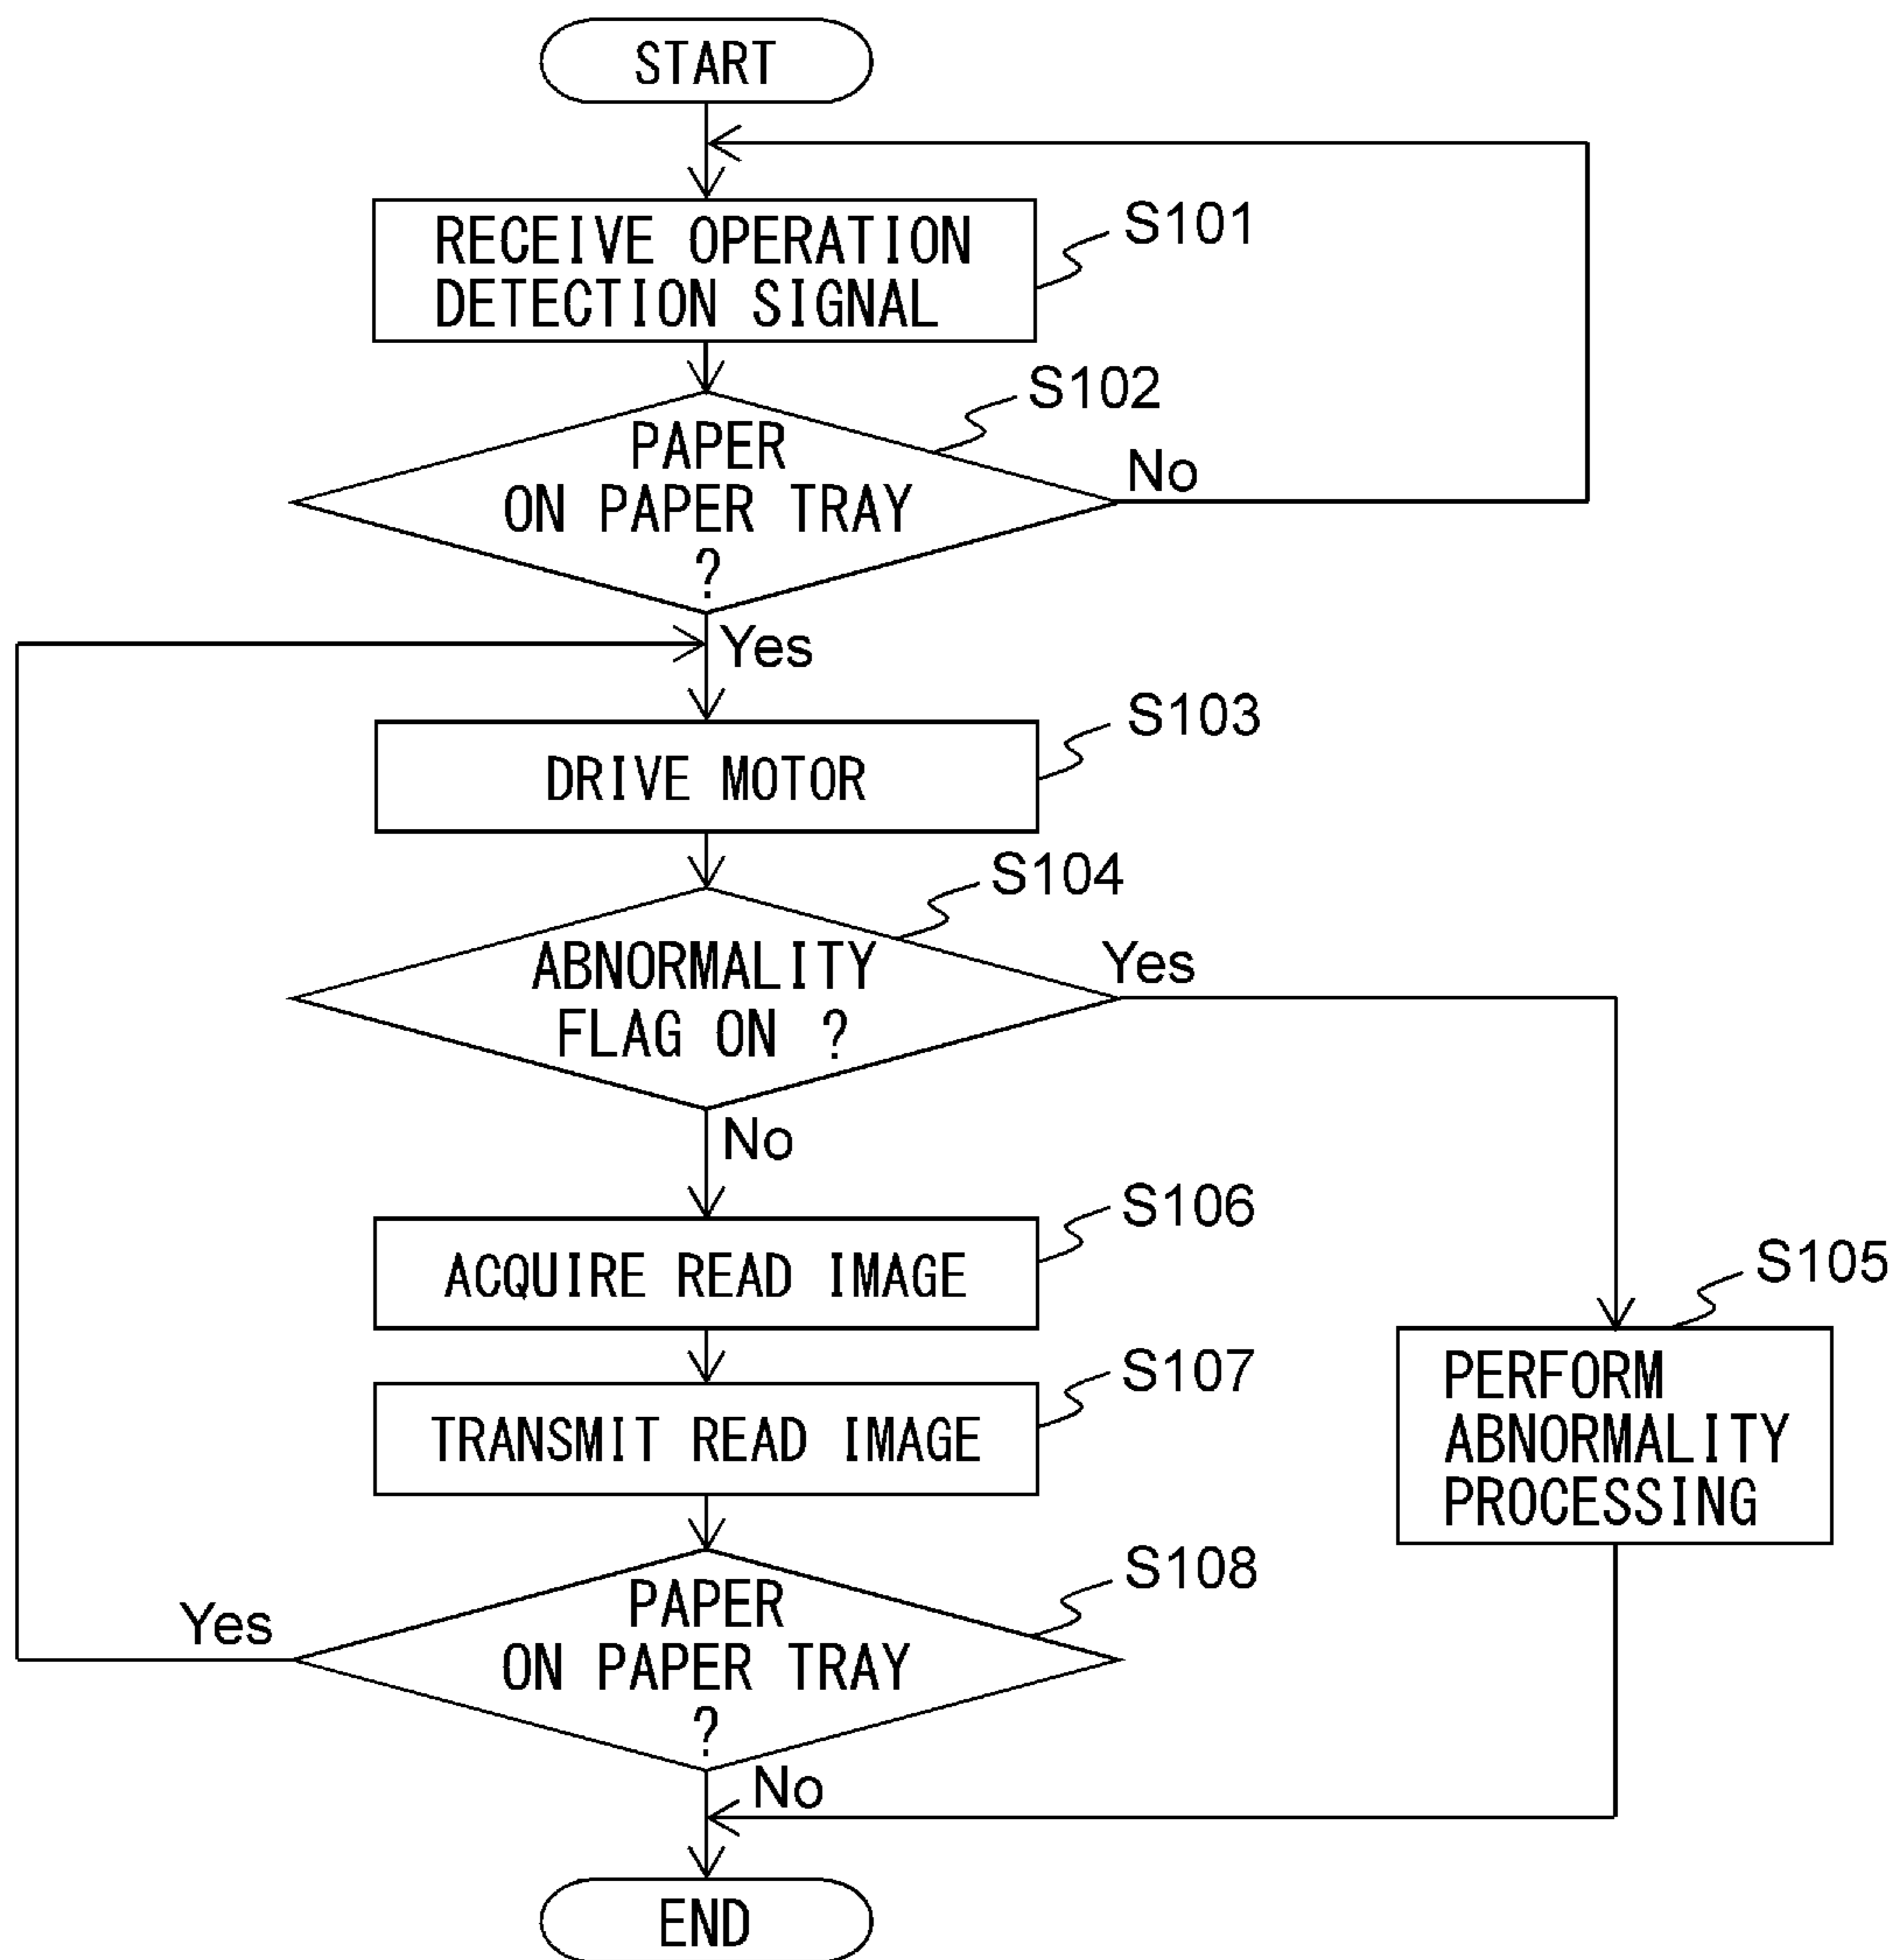 START
RECEIVE OPERATION
DETECTION SIGNAL
S101
PAPER
ON PAPER TRAY
?
S102
No
Yes
DRIVE MOTOR
S103
ABNORMALITY
FLAG ON ?
S104
Yes
No
ACQUIRE READ IMAGE
S106
PERFORM
ABNORMALITY
PROCESSING
S105
TRANSMIT READ IMAGE
S107
PAPER
ON PAPER TRAY
?
S108
Yes
No
END